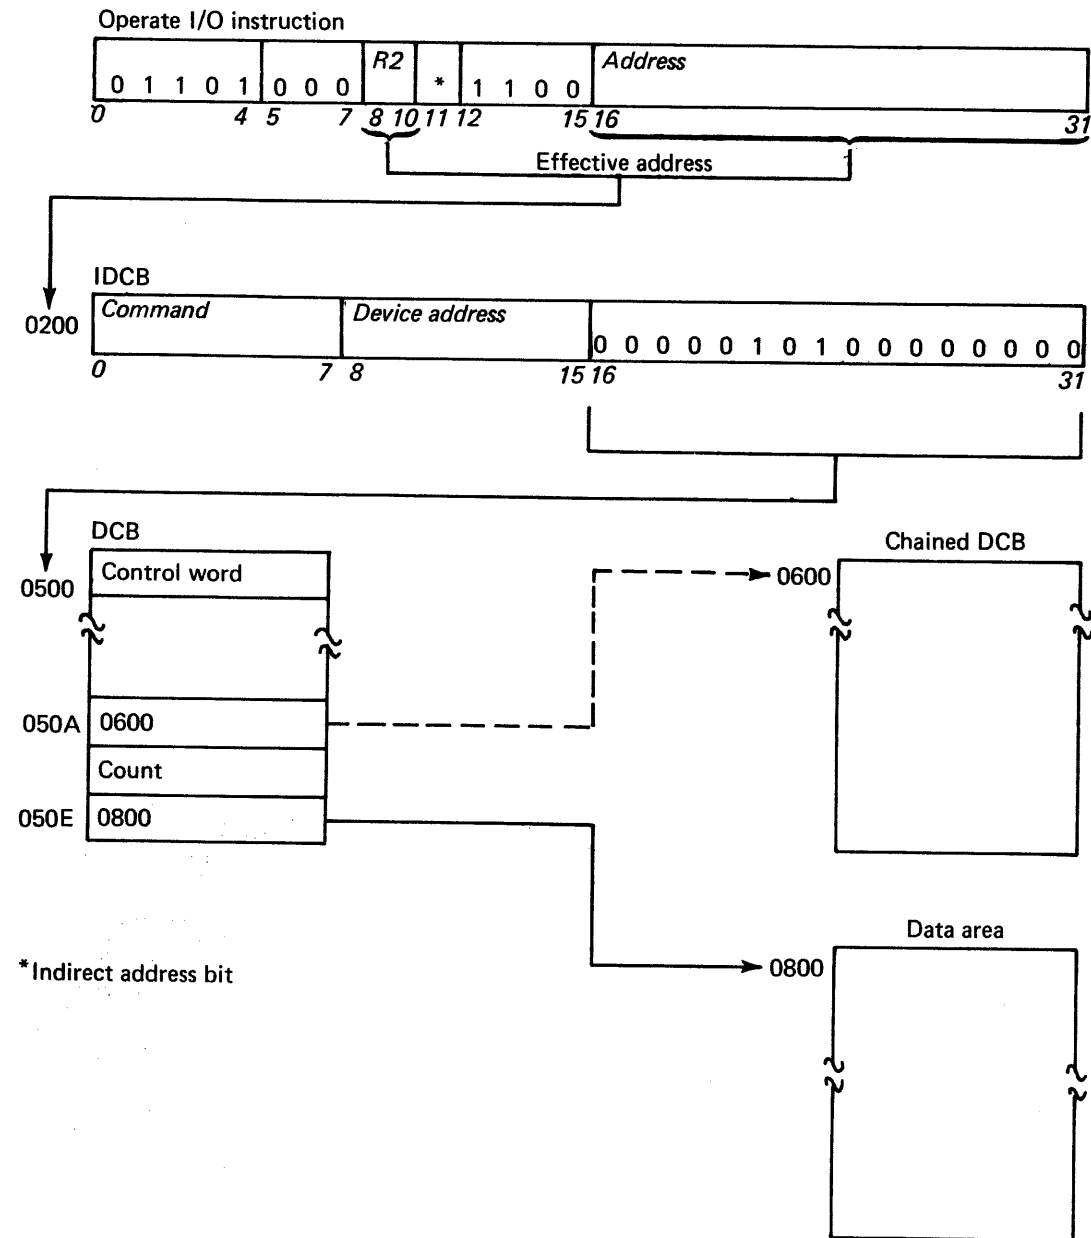 Operate I/O instruction
R2 Address
0 1 1 0 1 0 0 0 * 1 1 0 0
0 4 5 7 8 10 11 12 15 16 31
Effective address
IDCB
Command Device address
0200
0 0 0 0 0 1 0 1 0 0 0 0 0 0 0 0
0 7 8 15 16 31
DCB
Chained DCB
0500 Control word
0600
050A 0600
Count
050E 0800
Data area
0800
*Indirect address bit